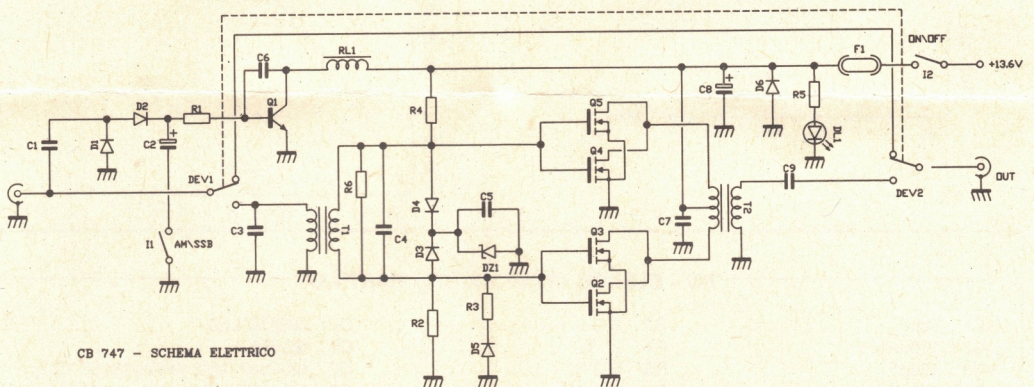 ON\OFF
F1
I2
+13.6V
C6
RL1
Q1
D2
R1
C1
D1
C2
+
DEV1
I1
AM\SSB
C3
T1
R6
C4
R4
D4
D3
C5
DZ1
R2
R3
D5
Q5
Q4
Q3
Q2
C8
+
D6
R5
DL1
C7
T2
C9
DEV2
OUT
CB 747 - SCHEMA ELETTRICO